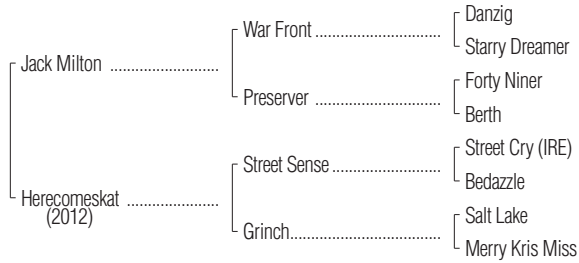 Danzig
War Front
Starry Dreamer
Jack Milton
Forty Niner
Preserver
Berth
Street Cry (IRE)
Street Sense
Bedazzle
Herecomeskat
(2012)
Salt Lake
Grinch
Merry Kris Miss